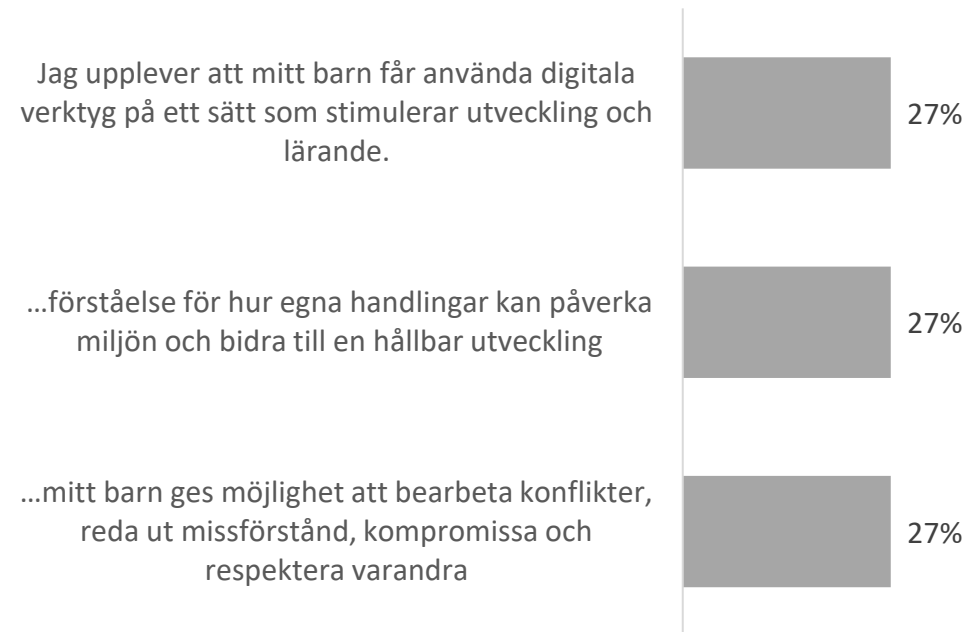 Jag upplever att mitt barn får använda digitala
verktyg på ett sätt som stimulerar utveckling och
lärande.
27%
…förståelse för hur egna handlingar kan påverka
miljön och bidra till en hållbar utveckling
27%
…mitt barn ges möjlighet att bearbeta konflikter,
reda ut missförstånd, kompromissa och
respektera varandra
27%